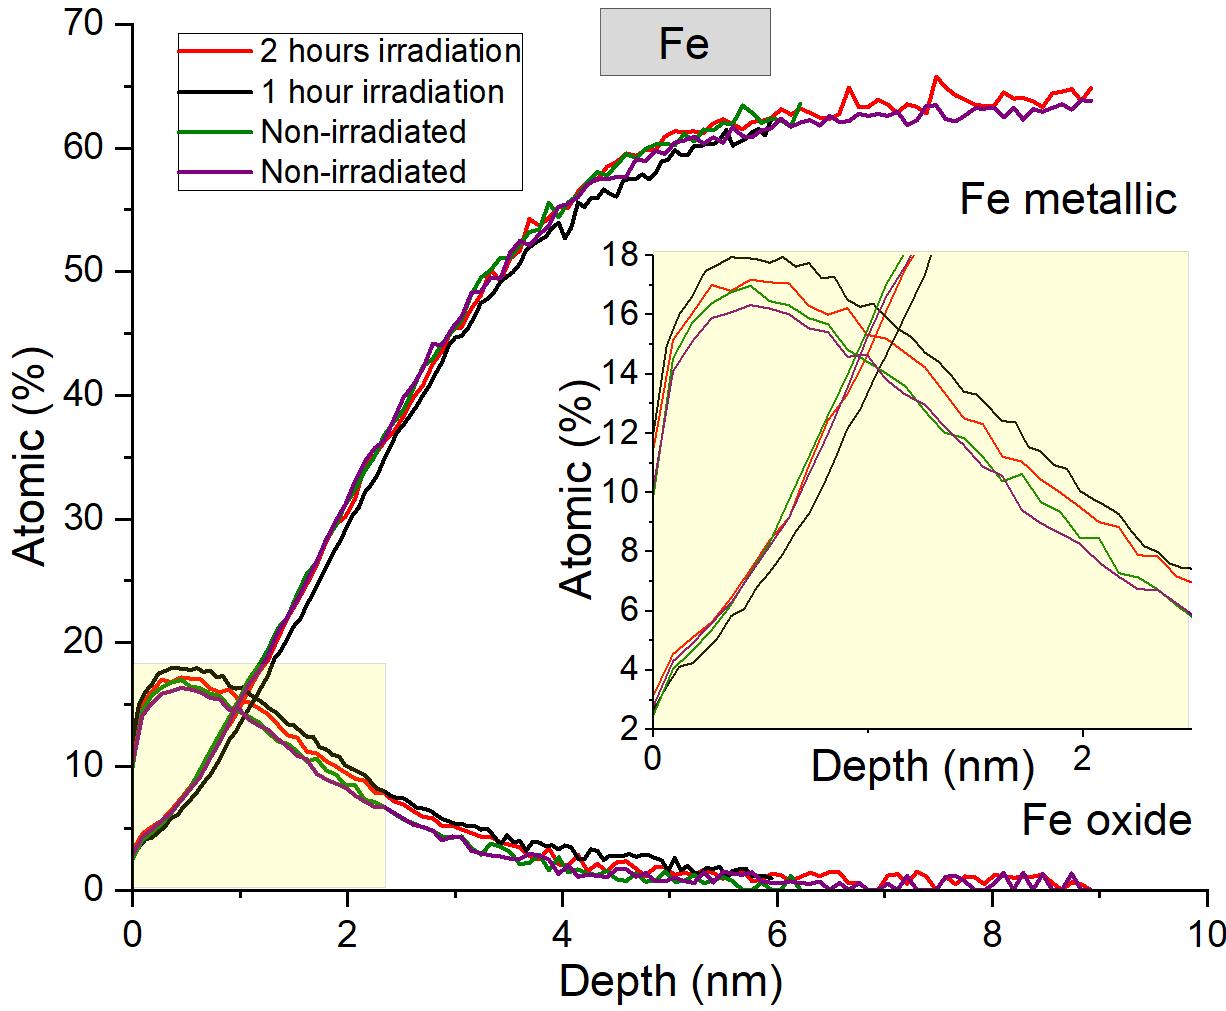 Fe
2 hours irradiation
1 hour irradiation
Non-irradiated
Non-irradiated
70
60
50
40
30
20
10
0
Atomic (%)
0
2
4
6
8
10
Depth (nm)
Fe metallic
18
16
14
12
10
8
6
4
2
Atomic (%)
0
2
Depth (nm)
Fe oxide